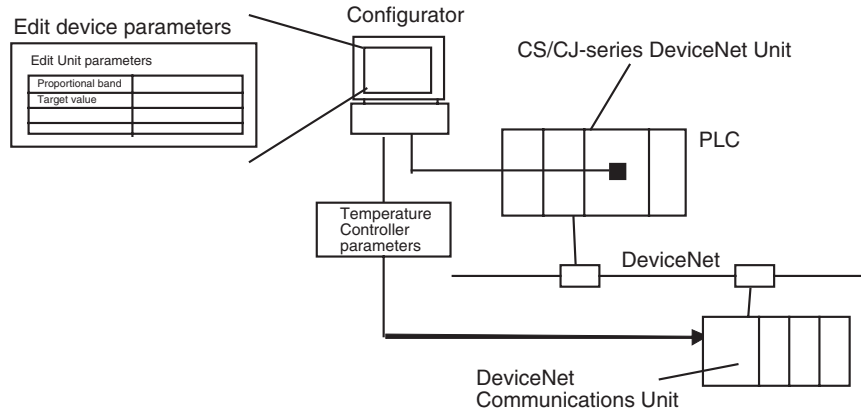 Configurator
Edit device parameters
Edit Unit parameters
Proportional band
Target value
CS/CJ-series DeviceNet Unit
PLC
Temperature
Controller
parameters
DeviceNet
DeviceNet
Communications Unit